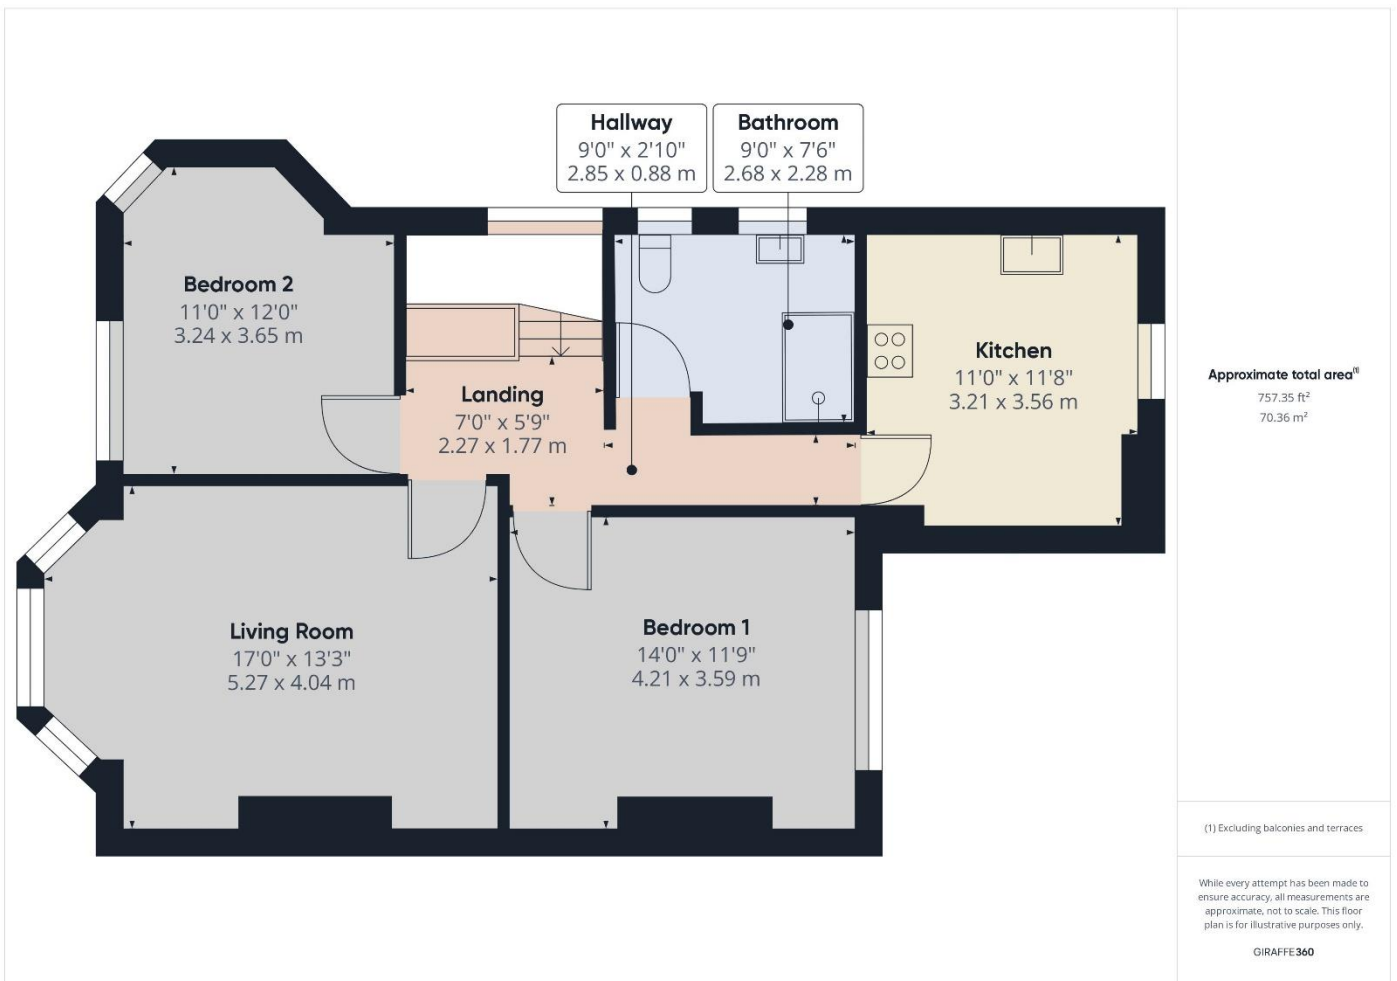 Hallway
9'0" x 2'10"
2.85 x 0.88 m
Bathroom
9'0" x 7'6"
2.68 x 2.28 m
Bedroom 2
11'0" x 12'0"
3.24 x 3.65 m
Landing
7'0" x 5'9"
2.27 x 1.77 m
Kitchen
11'0" x 11'8"
3.21 x 3.56 m
Living Room
17'0" x 13'3"
5.27 x 4.04 m
Bedroom 1
14'0" x 11'9"
4.21 x 3.59 m
Approximate total area(1)
757.35 ft²
70.36 m²
(1) Excluding balconies and terraces
While every attempt has been made to
ensure accuracy, all measurements are
approximate, not to scale. This floor
plan is for illustrative purposes only.
GIRAFFE360